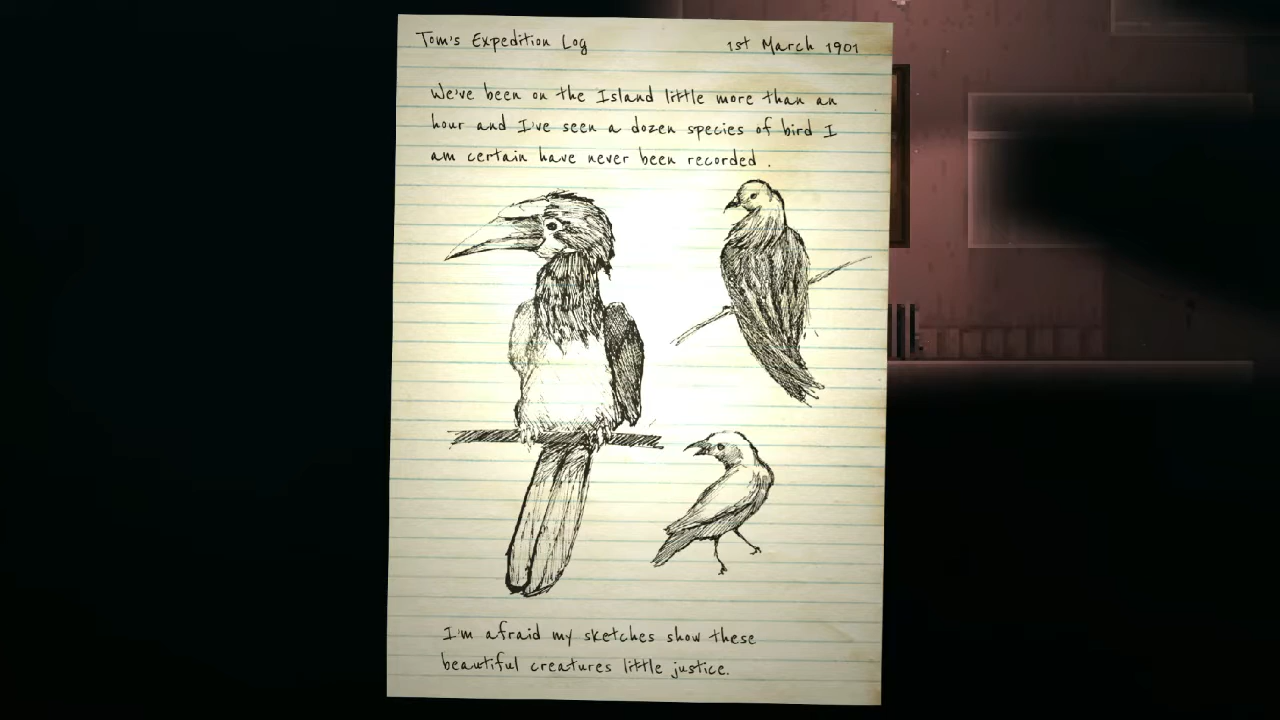 Tom's Expedition Log
1st March 1901
We've been on the Island little more than an
hour and I've seen a dozen species of bird I
am certain have never been recorded.
I'm afraid my sketches show these
beautiful creatures little justice.